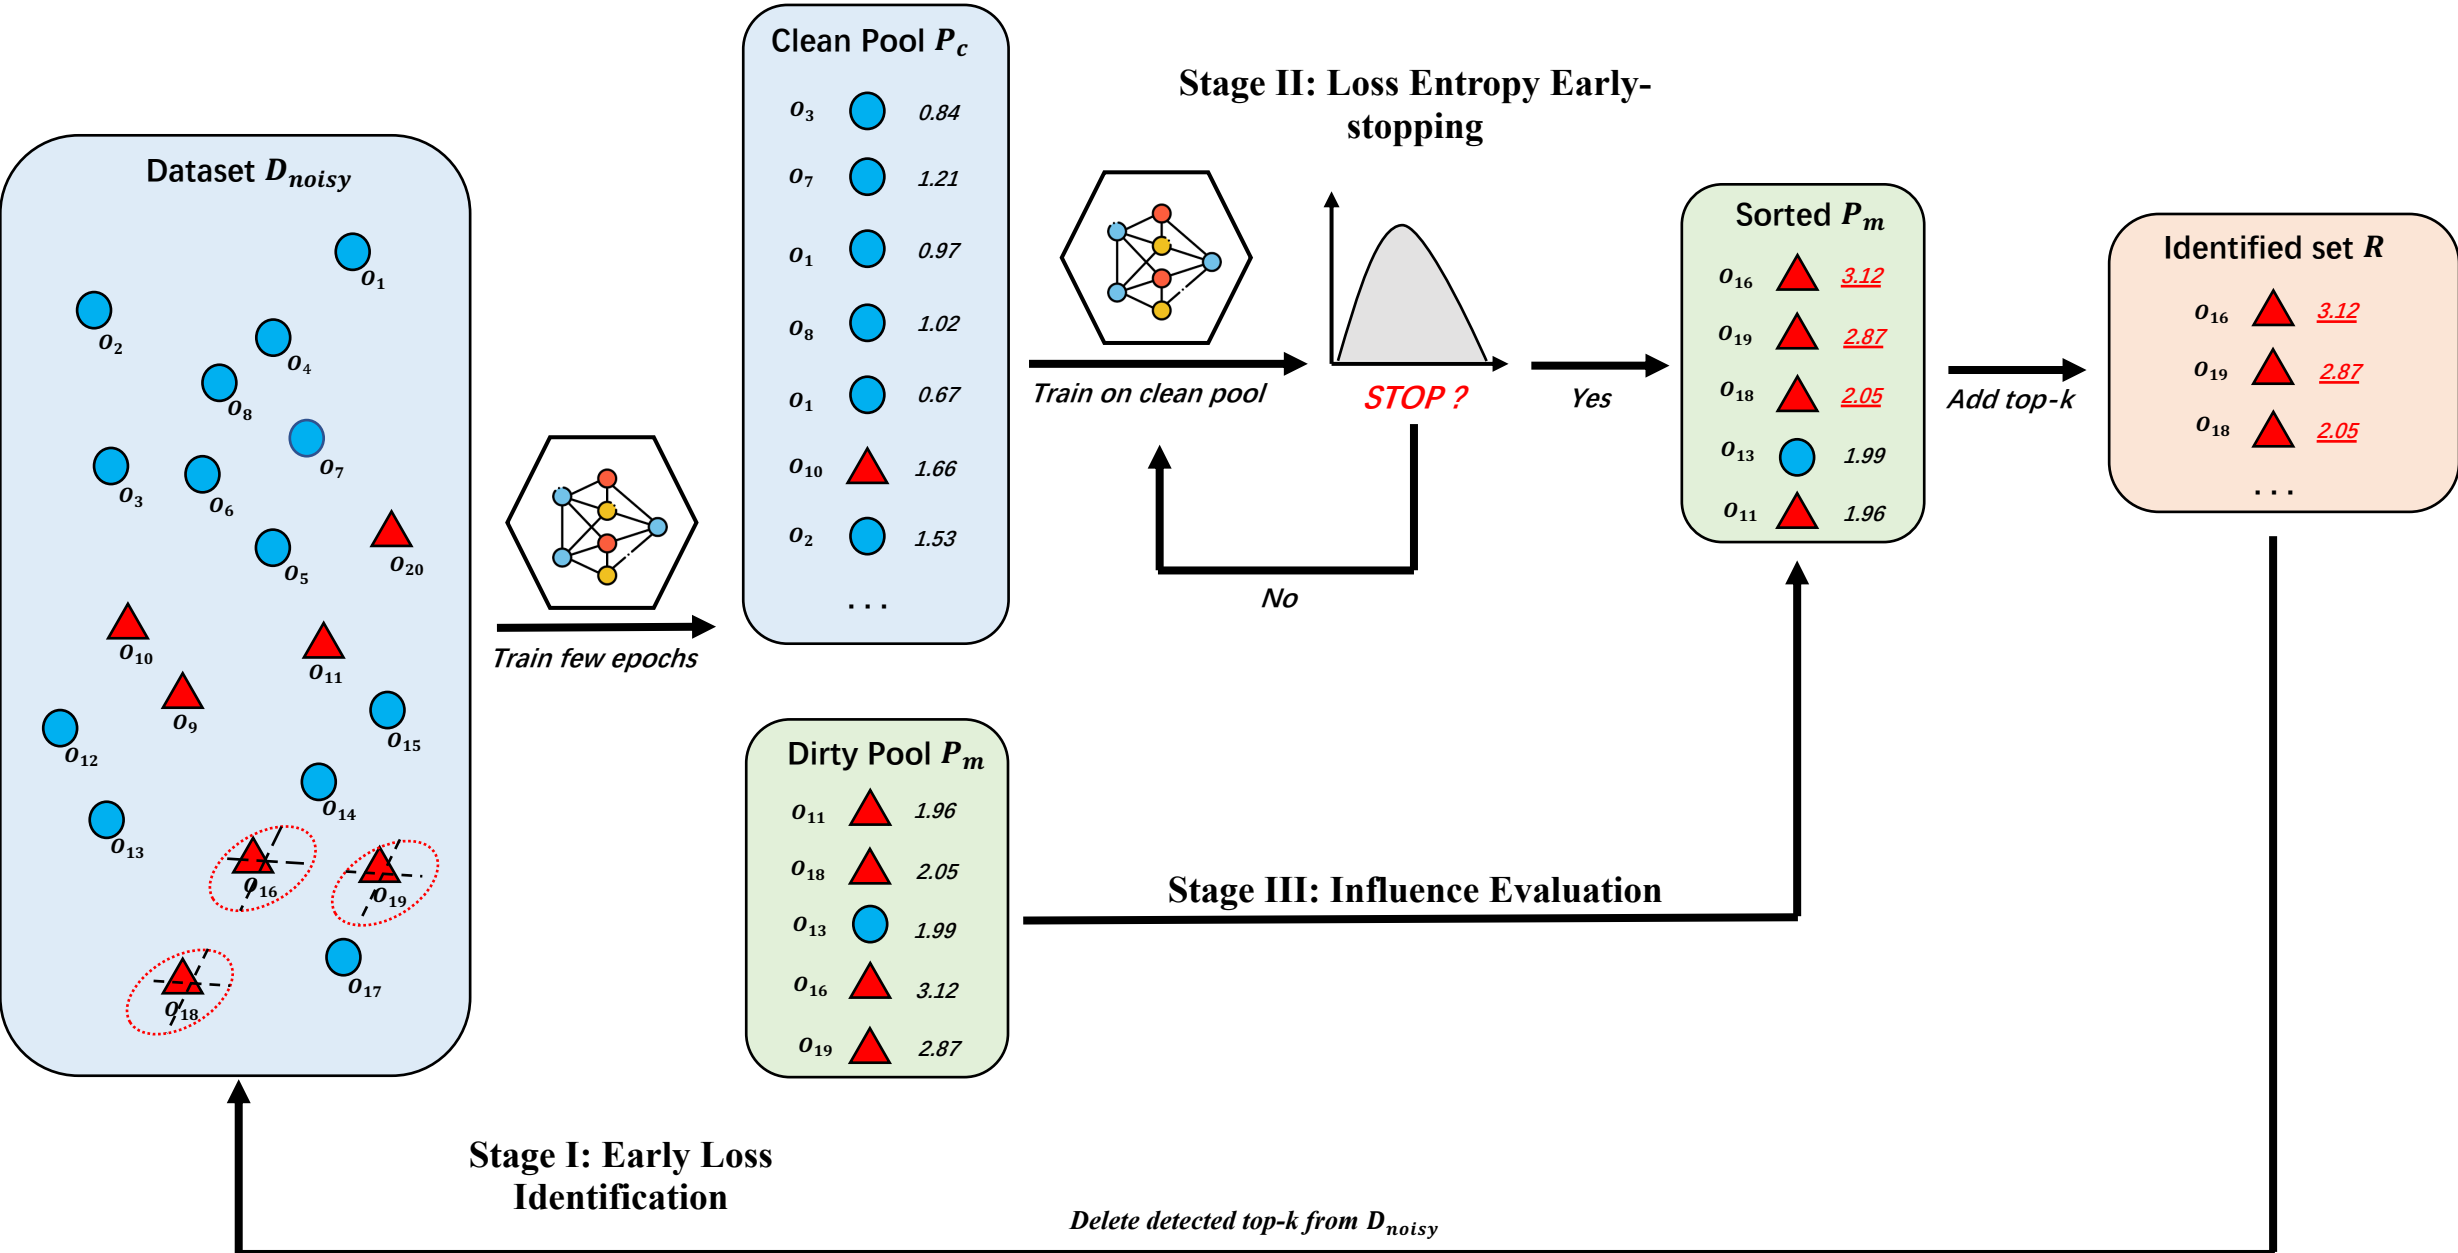 Dataset D_noisy
o_1
o_2
o_4
o_8
o_7
o_3
o_6
o_5
o_20
o_10
o_11
o_9
o_15
o_12
o_14
o_13
o_16
o_19
o_17
o_18
Train few epochs
Stage I: Early Loss
Identification
Clean Pool P_c
o_3 0.84
o_7 1.21
o_1 0.97
o_8 1.02
o_1 0.67
o_10 1.66
o_2 1.53
. . .
Dirty Pool P_m
o_11 1.96
o_18 2.05
o_13 1.99
o_16 3.12
o_19 2.87
Stage II: Loss Entropy Early-
stopping
Train on clean pool
STOP ?
Yes
No
Stage III: Influence Evaluation
Sorted P_m
o_16 3.12
o_19 2.87
o_18 2.05
o_13 1.99
o_11 1.96
Add top-k
Identified set R
o_16 3.12
o_19 2.87
o_18 2.05
. . .
Delete detected top-k from D_noisy